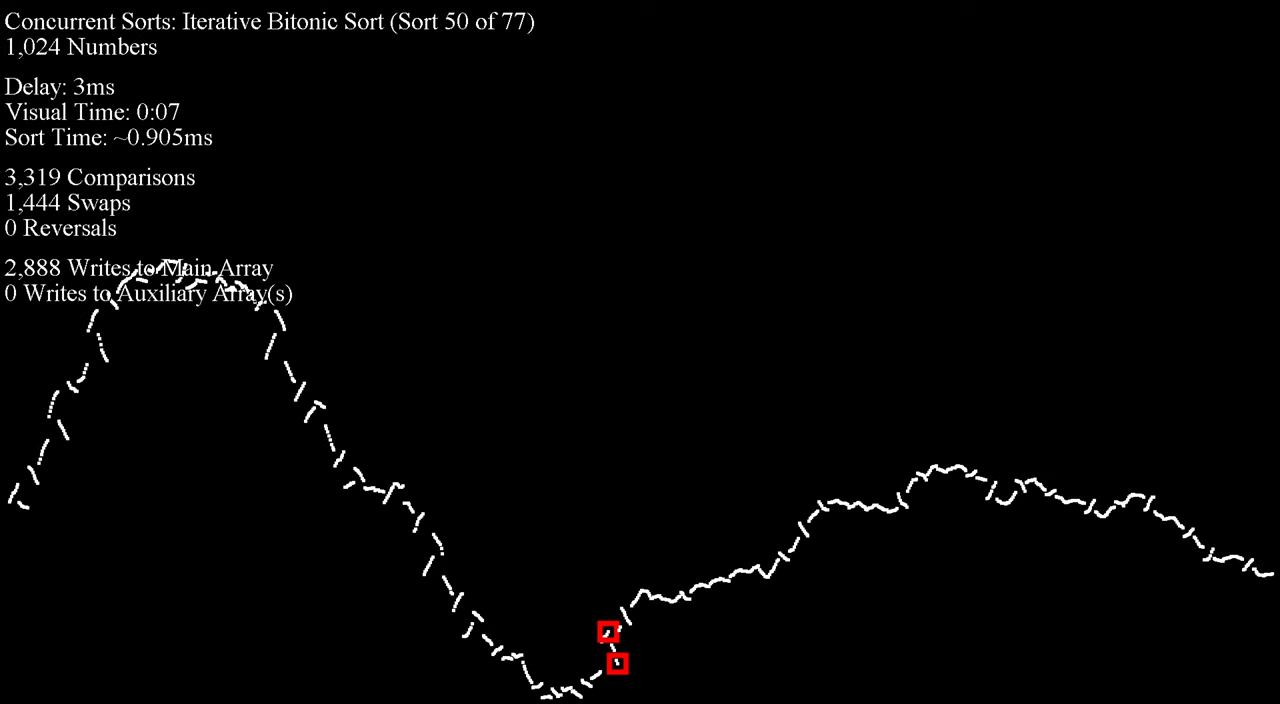 Concurrent Sorts: Iterative Bitonic Sort (Sort 50 of 77)
1,024 Numbers
Delay: 3ms
Visual Time: 0:07
Sort Time: ~0.905ms
3,319 Comparisons
1,444 Swaps
0 Reversals
2,888 Writes to Main Array
0 Writes to Auxiliary Array(s)